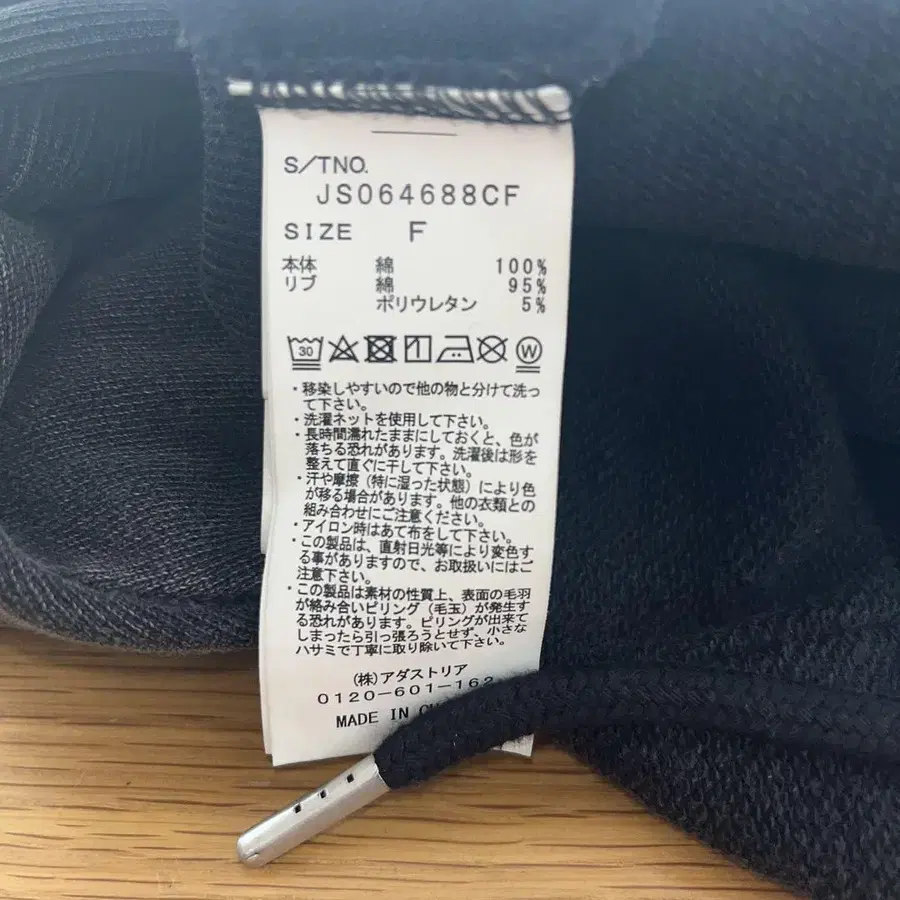 S/TNO.
JS064688CF
SIZE F
本体 綿 100%
リブ 綿 95%
ポリウレタン 5%
30 W
・移染しやすいので他の物と分けて洗っ
て下さい。
・洗濯ネットを使用して下さい。
・長時間濡れたままにしておくと、色が
落ちる恐れがあります。洗濯後は形を
整えて直ぐに干して下さい。
・汗や摩擦（特に湿った状態）により色
が移る場合があります。他の衣類との
組み合わせにご注意ください。
・アイロン時はあて布をして下さい。
・この製品は、直射日光等により変色す
る事がありますので、お取扱いにはご
注意下さい。
・この製品は素材の性質上、表面の毛羽
が絡み合いピリング（毛玉）が発生す
る恐れがあります。ピリングが出来て
しまったら引っ張ろうとせず、小さな
ハサミで丁寧に取り除いて下さい。
（株）アダストリア
0120-601-162
MADE IN